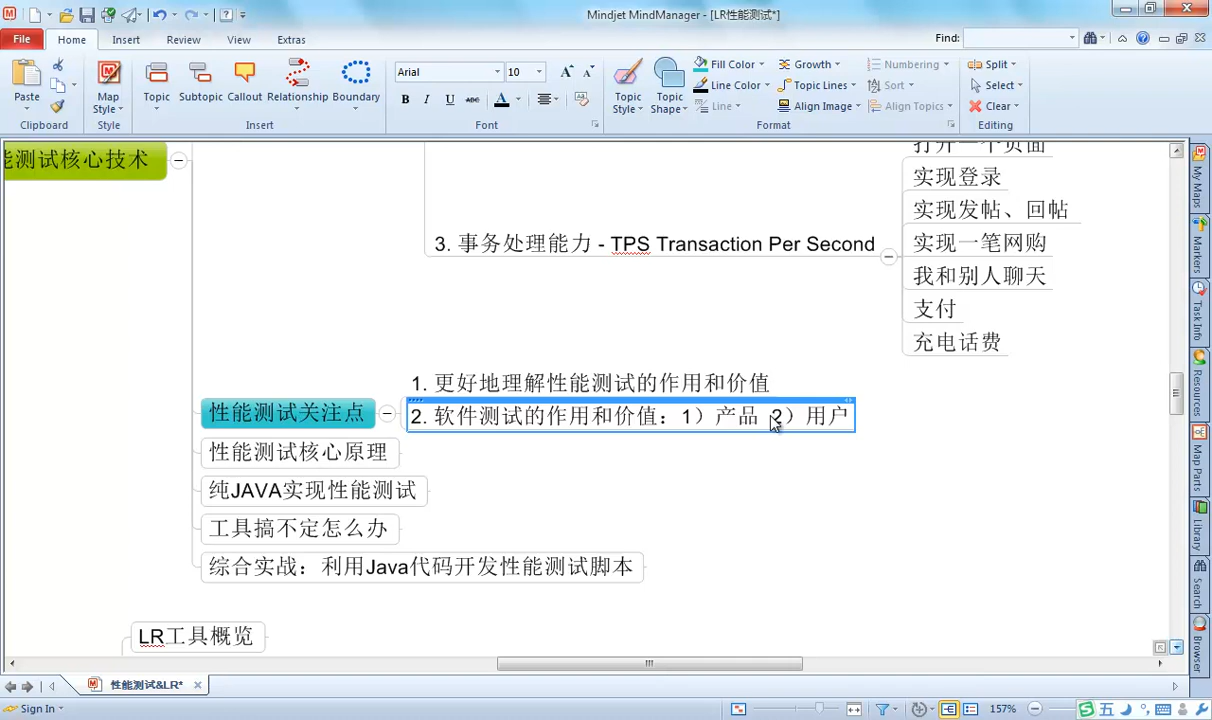 Mindjet MindManager - [LR性能测试*]
File
Home
Insert
Review
View
Extras
Find:
Paste
Map Style
Topic
Subtopic
Callout
Relationship
Boundary
Arial
10
B I U abc A
Topic Style
Topic Shape
Fill Color
Line Color
Line
Growth
Topic Lines
Align Image
Numbering
Sort
Align Topics
Split
Select
Clear
Clipboard
Style
Insert
Font
Format
Editing
能测试核心技术
打开一个页面
实现登录
实现发帖、回帖
3. 事务处理能力 - TPS Transaction Per Second
实现一笔网购
我和别人聊天
支付
充电话费
1. 更好地理解性能测试的作用和价值
性能测试关注点
2. 软件测试的作用和价值：1）产品 2）用户
性能测试核心原理
纯JAVA实现性能测试
工具搞不定怎么办
综合实战：利用Java代码开发性能测试脚本
LR工具概览
My Maps
Markers
Task Info
Resources
Map Parts
Library
Search
Browser
性能测试&LR*
Sign In
157%
五